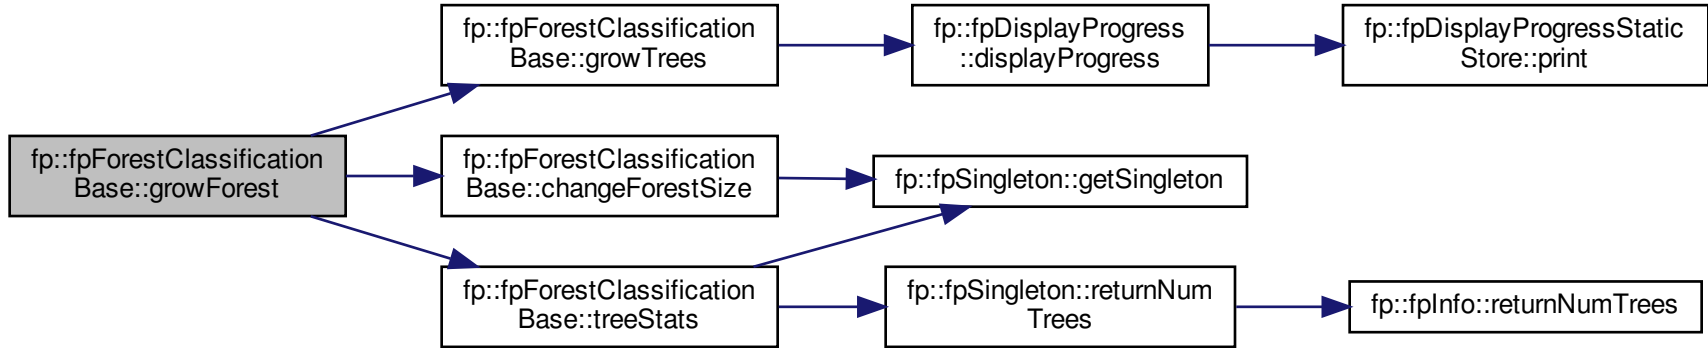 fp::fpForestClassification
Base::growForest
fp::fpForestClassification
Base::growTrees
fp::fpDisplayProgress
::displayProgress
fp::fpDisplayProgressStatic
Store::print
fp::fpForestClassification
Base::changeForestSize
fp::fpSingleton::getSingleton
fp::fpForestClassification
Base::treeStats
fp::fpSingleton::returnNum
Trees
fp::fpInfo::returnNumTrees